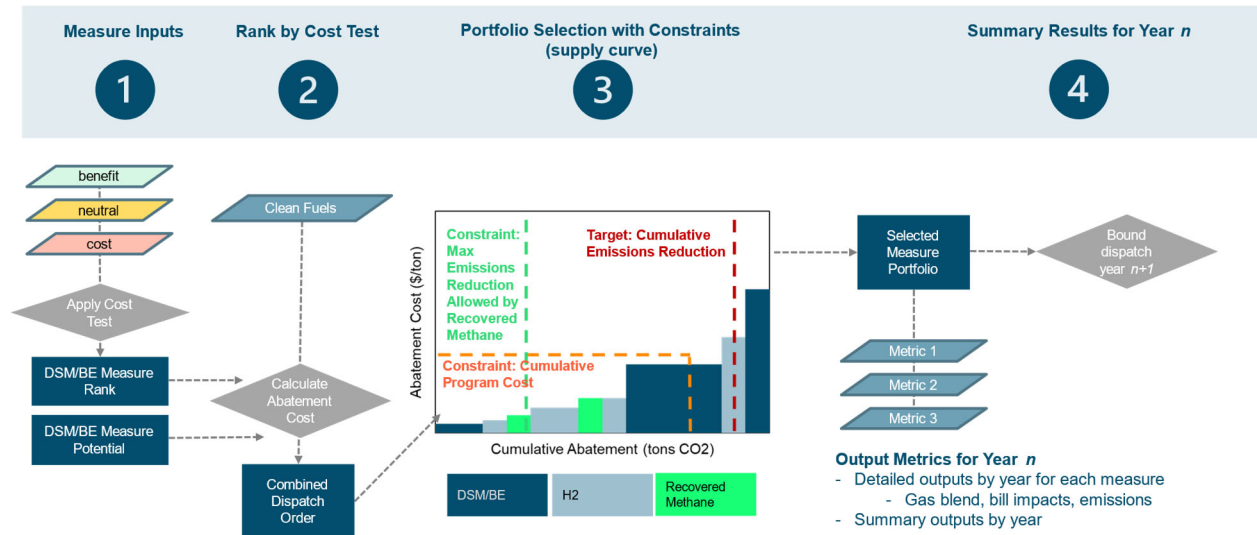 Measure Inputs
Rank by Cost Test
Portfolio Selection with Constraints
(supply curve)
Summary Results for Year n
1
2
3
4
benefit
neutral
cost
Apply Cost
Test
DSM/BE Measure
Rank
DSM/BE Measure
Potential
Clean Fuels
Calculate
Abatement
Cost
Combined
Dispatch
Order
Abatement Cost ($/ton)
Constraint:
Max
Emissions
Reduction
Allowed by
Recovered
Methane
Target: Cumulative
Emissions Reduction
Constraint: Cumulative
Program Cost
Cumulative Abatement (tons CO2)
DSM/BE
H2
Recovered
Methane
Selected
Measure
Portfolio
Bound
dispatch
year n+1
Metric 1
Metric 2
Metric 3
Output Metrics for Year n
- Detailed outputs by year for each measure
- Gas blend, bill impacts, emissions
- Summary outputs by year